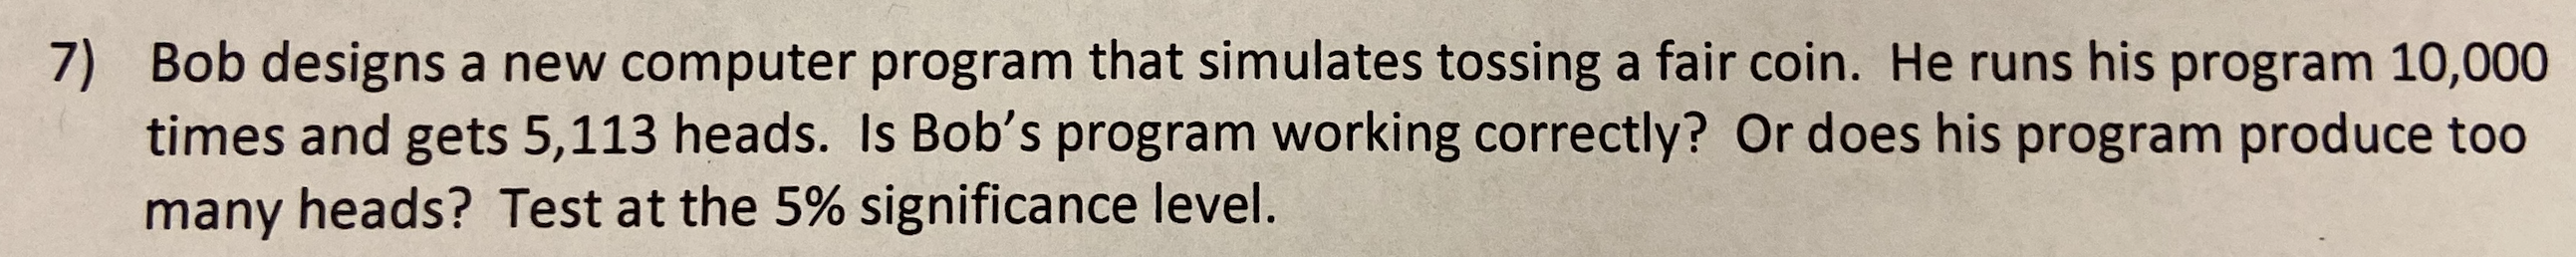 7) Bob designs a new computer program that simulates tossing a fair coin. He runs his program 10,000
times and gets 5,113 heads. Is Bob's program working correctly? Or does his program produce too
many heads? Test at the 5% significance level.